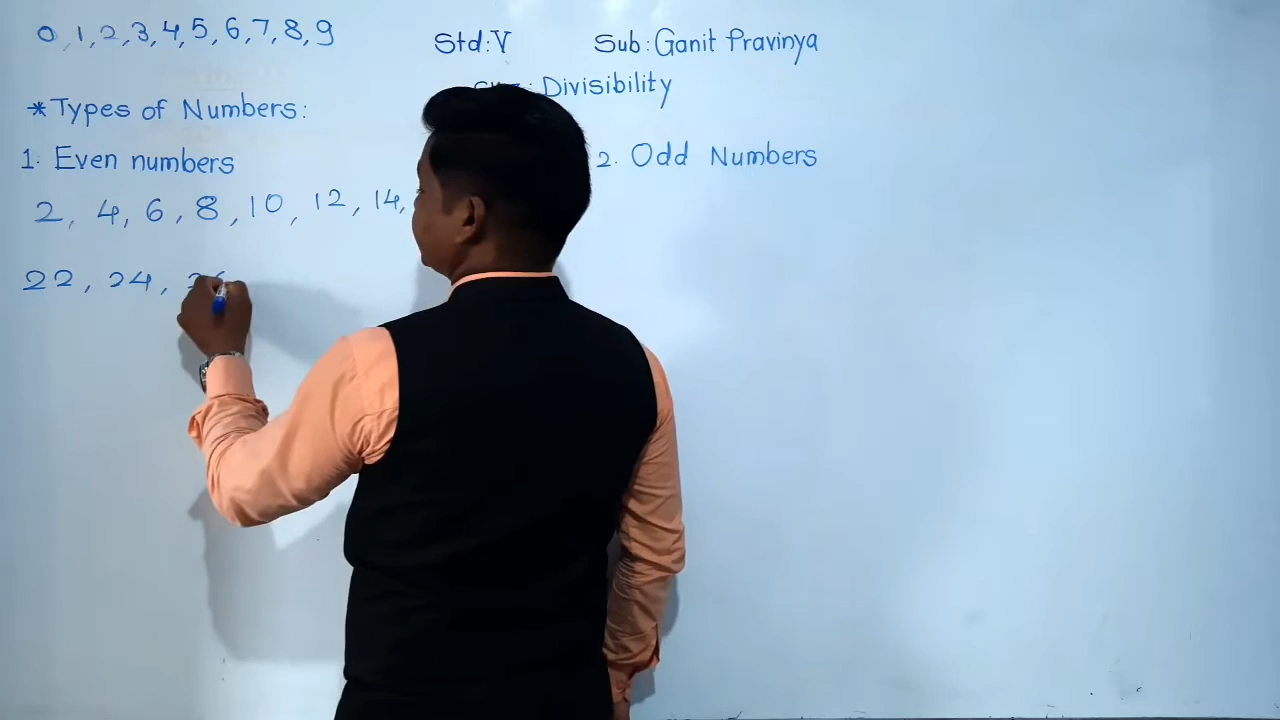 0, 1, 2, 3, 4, 5, 6, 7, 8, 9
Std: V Sub: Ganit Pravinya
Divisibility
* Types of Numbers:
1. Even numbers
2, 4, 6, 8, 10, 12, 14,
22, 24,
2. Odd Numbers